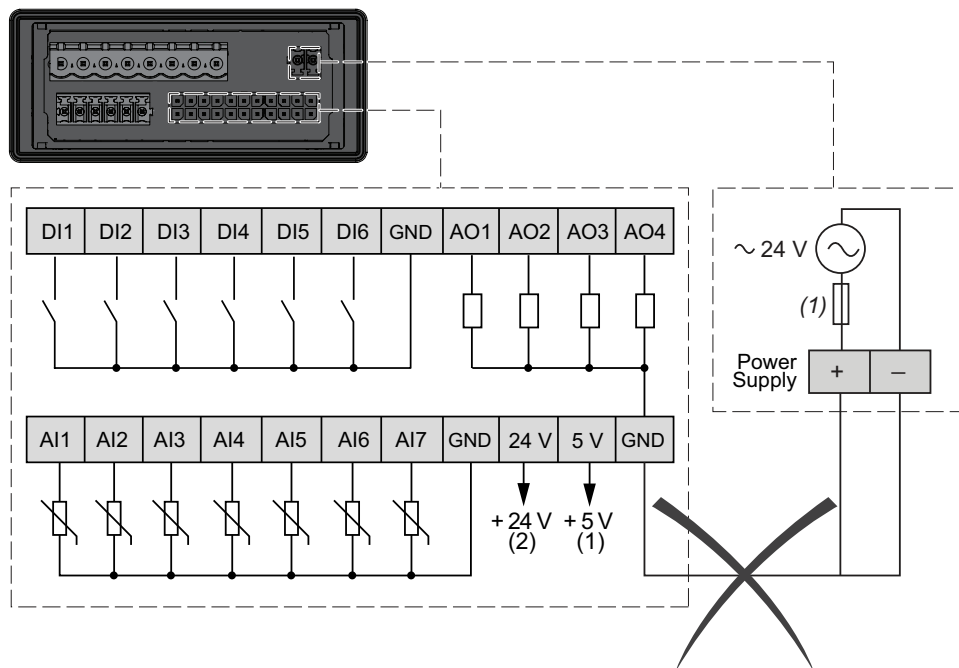 DI1 DI2 DI3 DI4 DI5 DI6 GND AO1 AO2 AO3 AO4
∼ 24 V
(1)
Power
Supply
+ –
AI1 AI2 AI3 AI4 AI5 AI6 AI7 GND 24 V 5 V GND
+ 24 V + 5 V
(2) (1)